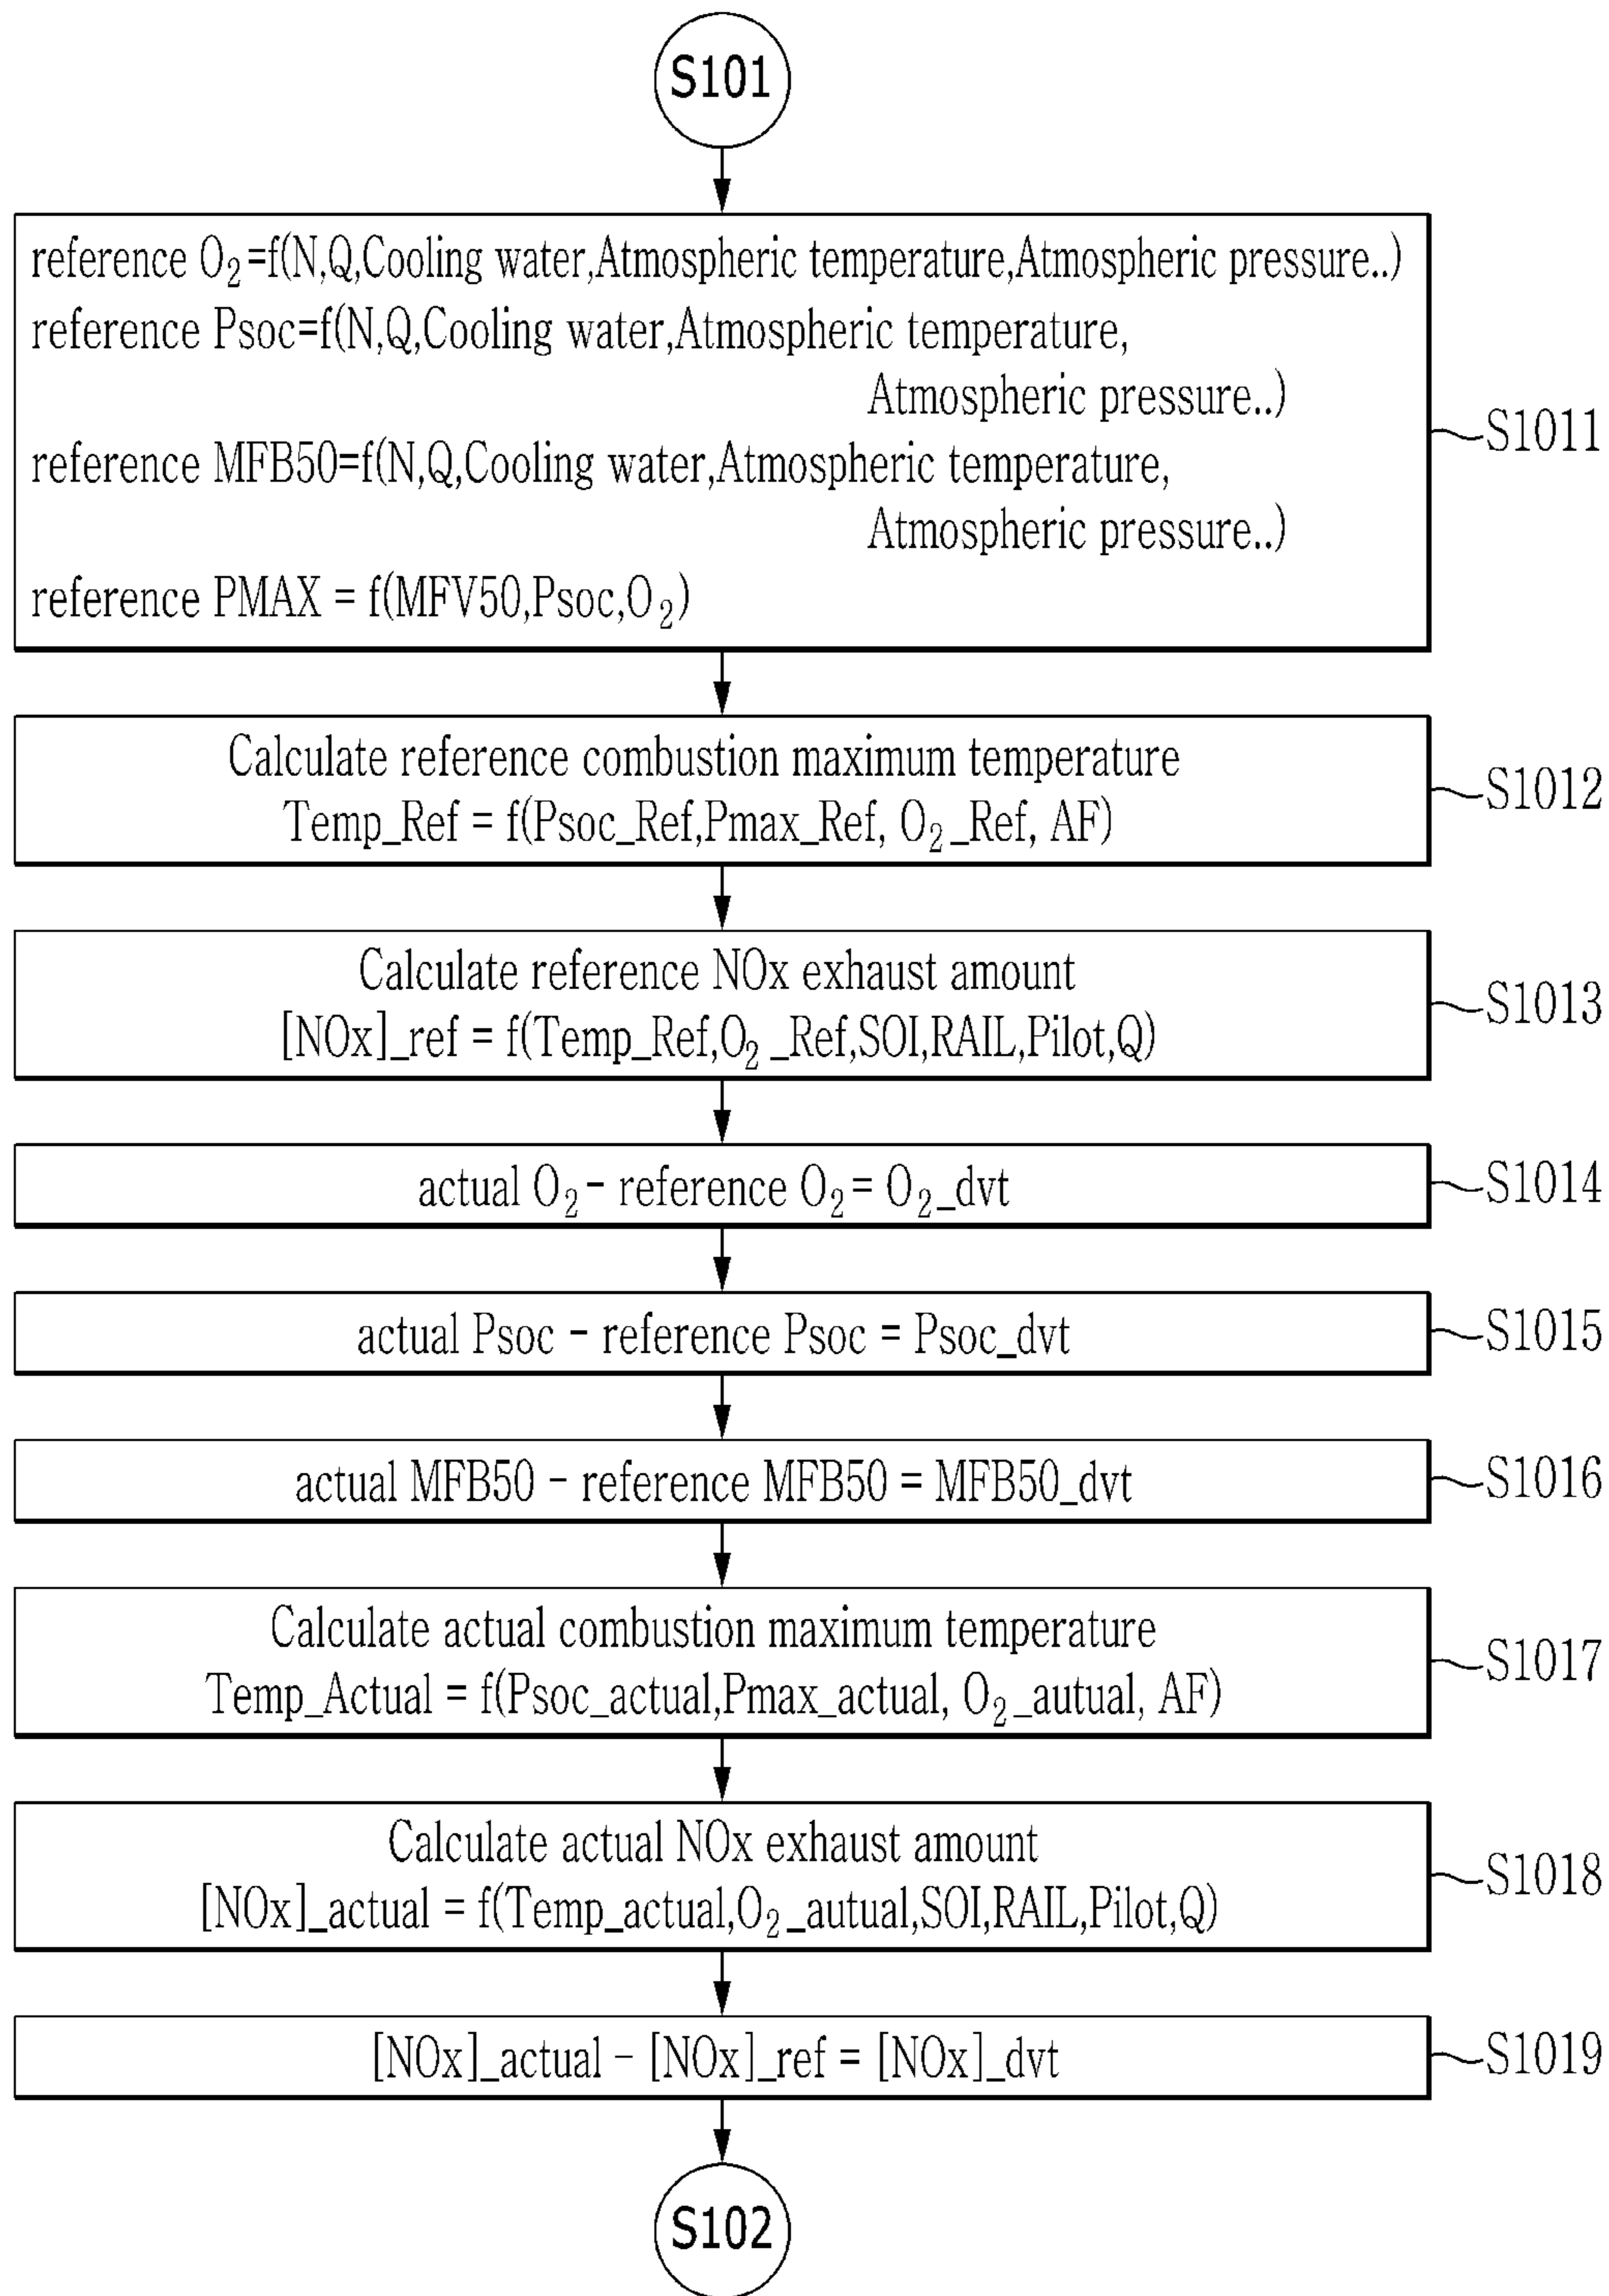 S101
reference O₂=f(N,Q,Cooling water,Atmospheric temperature,Atmospheric pressure..)
reference Psoc=f(N,Q,Cooling water,Atmospheric temperature,
Atmospheric pressure..)
reference MFB50=f(N,Q,Cooling water,Atmospheric temperature,
Atmospheric pressure..)
reference PMAX = f(MFV50,Psoc,O₂)
S1011
Calculate reference combustion maximum temperature
Temp_Ref = f(Psoc_Ref,Pmax_Ref, O₂_Ref, AF)
S1012
Calculate reference NOx exhaust amount
[NOx]_ref = f(Temp_Ref,O₂_Ref,SOI,RAIL,Pilot,Q)
S1013
actual O₂ - reference O₂ = O₂_dvt
S1014
actual Psoc - reference Psoc = Psoc_dvt
S1015
actual MFB50 - reference MFB50 = MFB50_dvt
S1016
Calculate actual combustion maximum temperature
Temp_Actual = f(Psoc_actual,Pmax_actual, O₂_autual, AF)
S1017
Calculate actual NOx exhaust amount
[NOx]_actual = f(Temp_actual,O₂_autual,SOI,RAIL,Pilot,Q)
S1018
[NOx]_actual - [NOx]_ref = [NOx]_dvt
S1019
S102